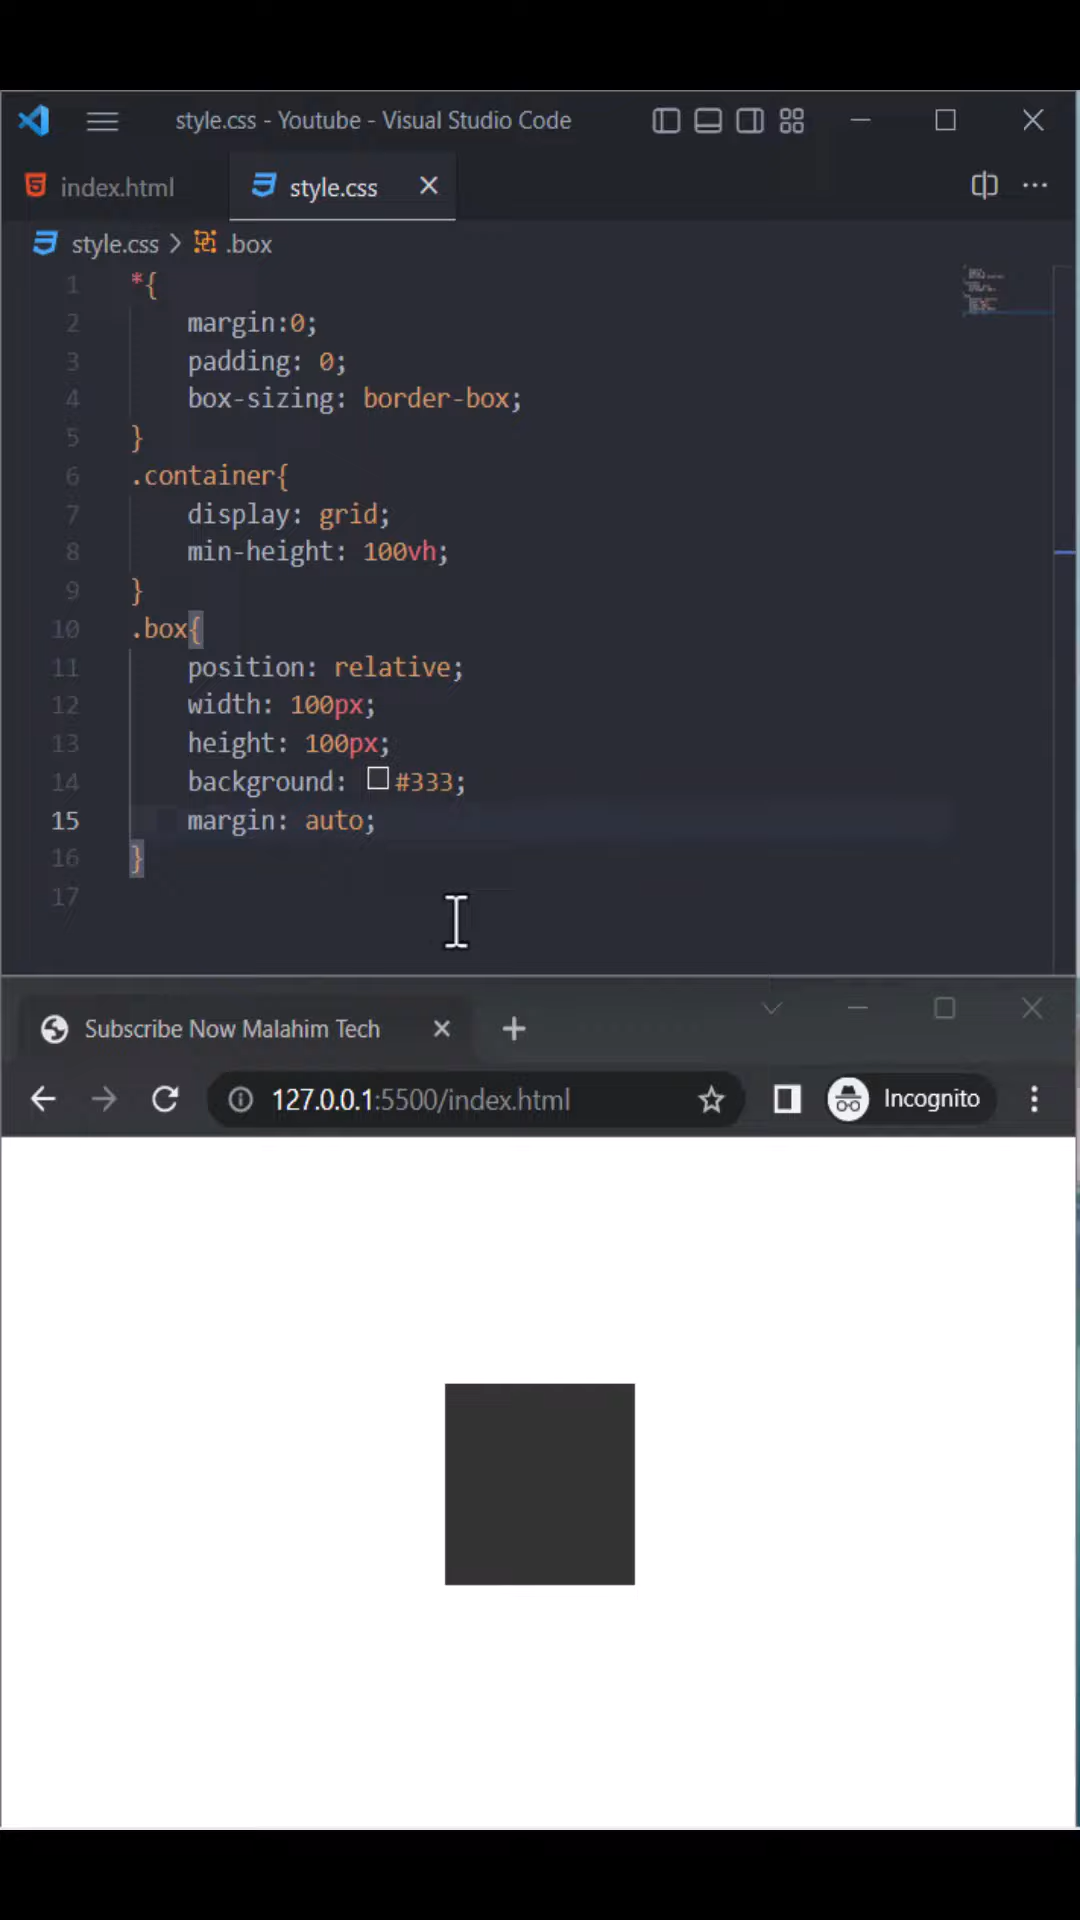 style.css - Youtube - Visual Studio Code
index.html
style.css
style.css > .box
1 *{
2 margin:0;
3 padding: 0;
4 box-sizing: border-box;
5 }
6 .container{
7 display: grid;
8 min-height: 100vh;
9 }
10 .box{
11 position: relative;
12 width: 100px;
13 height: 100px;
14 background: #333;
15 margin: auto;
16 }
17
Subscribe Now Malahim Tech
127.0.0.1:5500/index.html
Incognito